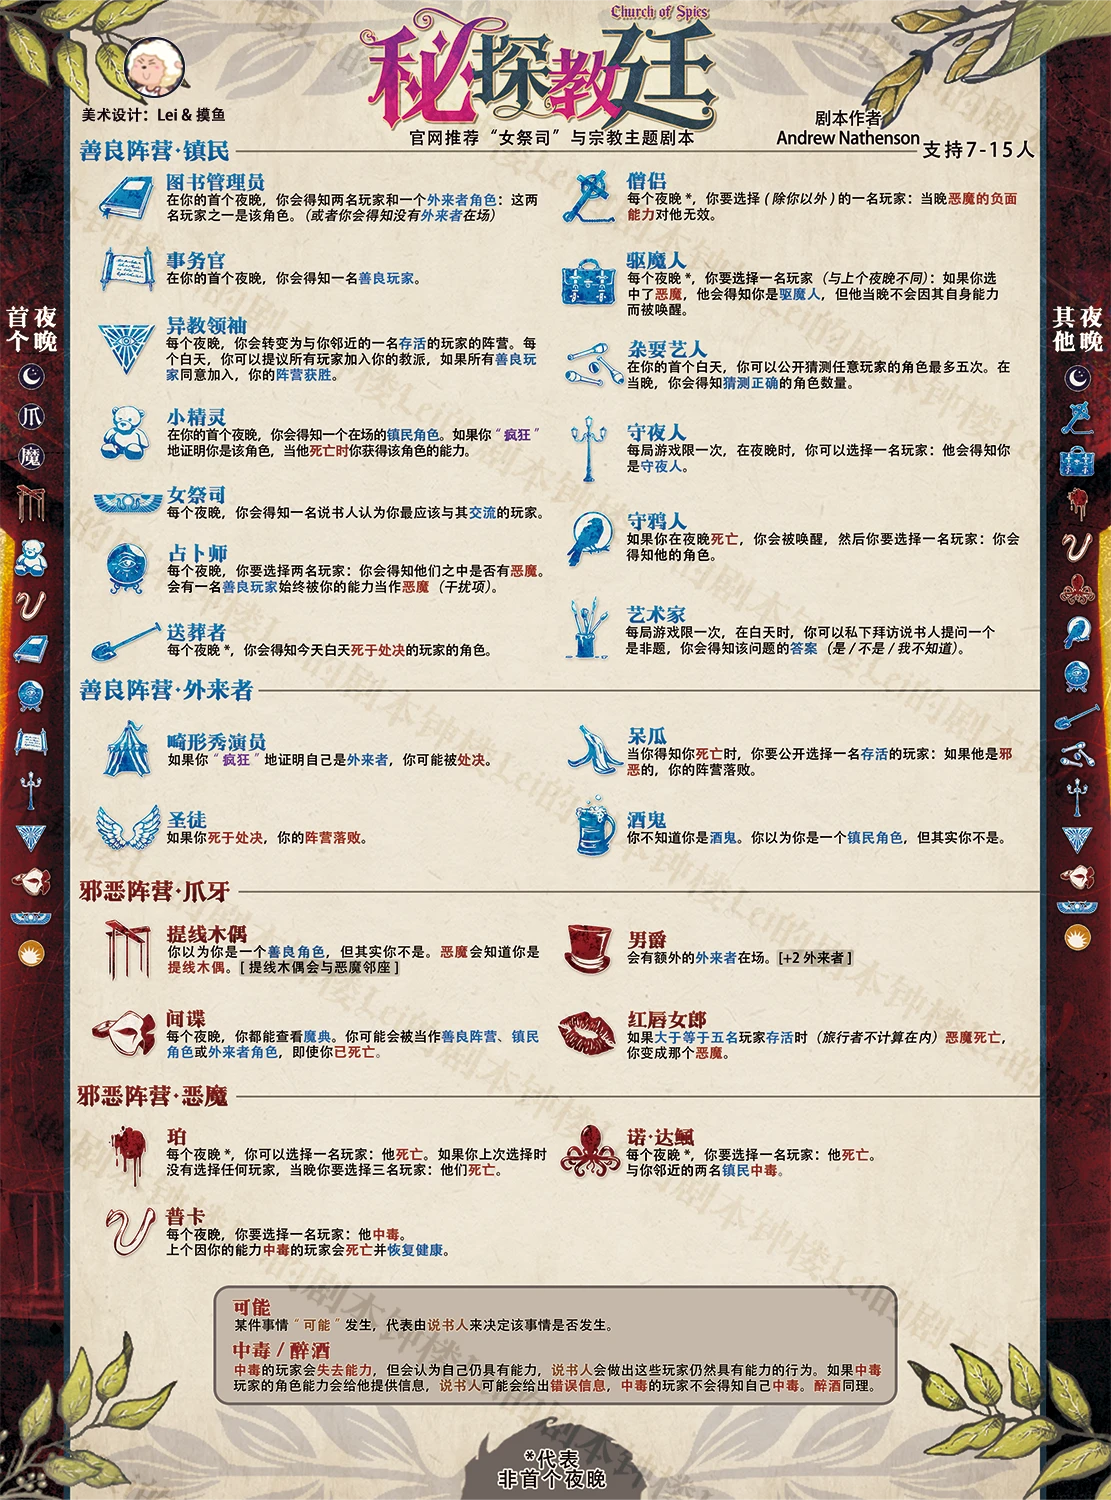 Church of Spies
秘探教廷
美术设计：Lei & 摸鱼
官网推荐“女祭司”与宗教主题剧本
剧本作者
Andrew Nathenson
支持7-15人
善良阵营·镇民
图书管理员
在你的首个夜晚，你会得知两名玩家和一个外来者角色：这两
名玩家之一是该角色。（或者你会得知没有外来者在场）
事务官
在你的首个夜晚，你会得知一名善良玩家。
异教领袖
每个夜晚，你会转变为与你邻近的一名存活的玩家的阵营。每
个白天，你可以提议所有玩家加入你的教派，如果所有善良玩
家同意加入，你的阵营获胜。
小精灵
在你的首个夜晚，你会得知一个在场的镇民角色。如果你“疯狂”
地证明你是该角色，当他死亡时你获得该角色的能力。
女祭司
每个夜晚，你会得知一名说书人认为你最应该与其交流的玩家。
占卜师
每个夜晚，你要选择两名玩家：你会得知他们之中是否有恶魔。
会有一名善良玩家始终被你的能力当作恶魔（干扰项）。
送葬者
每个夜晚*，你会得知今天白天死于处决的玩家的角色。
僧侣
每个夜晚*，你要选择（除你以外）的一名玩家：当晚恶魔的负面
能力对他无效。
驱魔人
每个夜晚*，你要选择一名玩家（与上个夜晚不同）：如果你选
中了恶魔，他会得知你是驱魔人，但他当晚不会因其自身能力
而被唤醒。
杂耍艺人
在你的首个白天，你可以公开猜测任意玩家的角色最多五次。在
当晚，你会得知猜测正确的角色数量。
守夜人
每局游戏限一次，在夜晚时，你可以选择一名玩家：他会得知你
是守夜人。
守鸦人
如果你在夜晚死亡，你会被唤醒，然后你要选择一名玩家：你会
得知他的角色。
艺术家
每局游戏限一次，在白天时，你可以私下拜访说书人提问一个
是非题，你会得知该问题的答案（是/不是/我不知道）。
善良阵营·外来者
畸形秀演员
如果你“疯狂”地证明自己是外来者，你可能被处决。
圣徒
如果你死于处决，你的阵营落败。
呆瓜
当你得知你死亡时，你要公开选择一名存活的玩家：如果他是邪
恶的，你的阵营落败。
酒鬼
你不知道你是酒鬼。你以为你是一个镇民角色，但其实你不是。
邪恶阵营·爪牙
提线木偶
你以为你是一个善良角色，但其实你不是。恶魔会知道你是
提线木偶。[提线木偶会与恶魔邻座]
间谍
每个夜晚，你都能查看魔典。你可能会被当作善良阵营、镇民
角色或外来者角色，即使你已死亡。
男爵
会有额外的外来者在场。[+2外来者]
红唇女郎
如果大于等于五名玩家存活时（旅行者不计算在内）恶魔死亡，
你变成那个恶魔。
邪恶阵营·恶魔
珀
每个夜晚*，你可以选择一名玩家：他死亡。如果你上次选择时
没有选择任何玩家，当晚你要选择三名玩家：他们死亡。
普卡
每个夜晚，你要选择一名玩家：他中毒。
上个因你的能力中毒的玩家会死亡并恢复健康。
诺·达鲺
每个夜晚*，你要选择一名玩家：他死亡。
与你邻近的两名镇民中毒。
可能
某件事情“可能”发生，代表由说书人来决定该事情是否发生。
中毒/醉酒
中毒的玩家会失去能力，但会认为自己仍具有能力，说书人会做出这些玩家仍然具有能力的行为。如果中毒
玩家的角色能力会给他提供信息，说书人可能会给出错误信息，中毒的玩家不会得知自己中毒。醉酒同理。
*代表
非首个夜晚
首个夜晚
爪
魔
其他夜晚